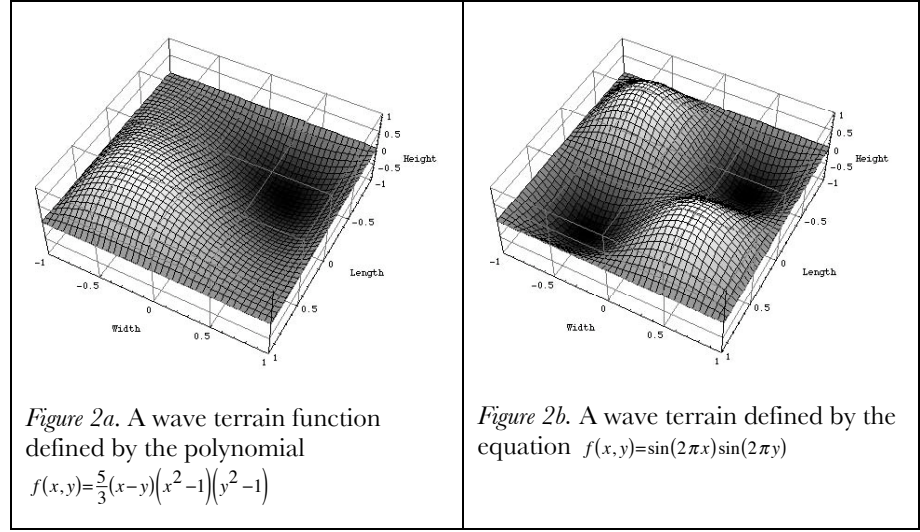 1
0.5
0
-0.5
-1
Height
-0.5
0
Length
0.5
1
-1
-0.5
0
Width
0.5
1
Figure 2a. A wave terrain function
defined by the polynomial
f(x,y)=5/3(x−y)(x²−1)(y²−1)
1
0.5
0
-0.5
-1
Height
-0.5
0
Length
0.5
1
-1
-0.5
0
Width
0.5
1
Figure 2b. A wave terrain defined by the
equation f(x,y)=sin(2πx)sin(2πy)